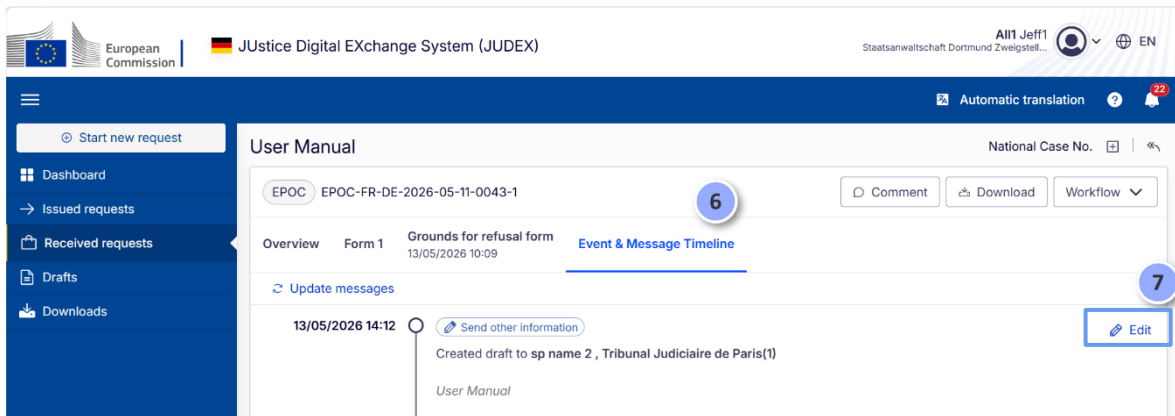 European
Commission
JUstice Digital EXchange System (JUDEX)
All1 Jeff1
Staatsanwaltschaft Dortmund Zweigstell...
EN
Automatic translation
?
22
Start new request
Dashboard
Issued requests
Received requests
Drafts
Downloads
User Manual
National Case No.
EPOC EPOC-FR-DE-2026-05-11-0043-1
6
Comment
Download
Workflow
Overview
Form 1
Grounds for refusal form
13/05/2026 10:09
Event & Message Timeline
Update messages
7
13/05/2026 14:12
Send other information
Edit
Created draft to sp name 2 , Tribunal Judiciaire de Paris(1)
User Manual